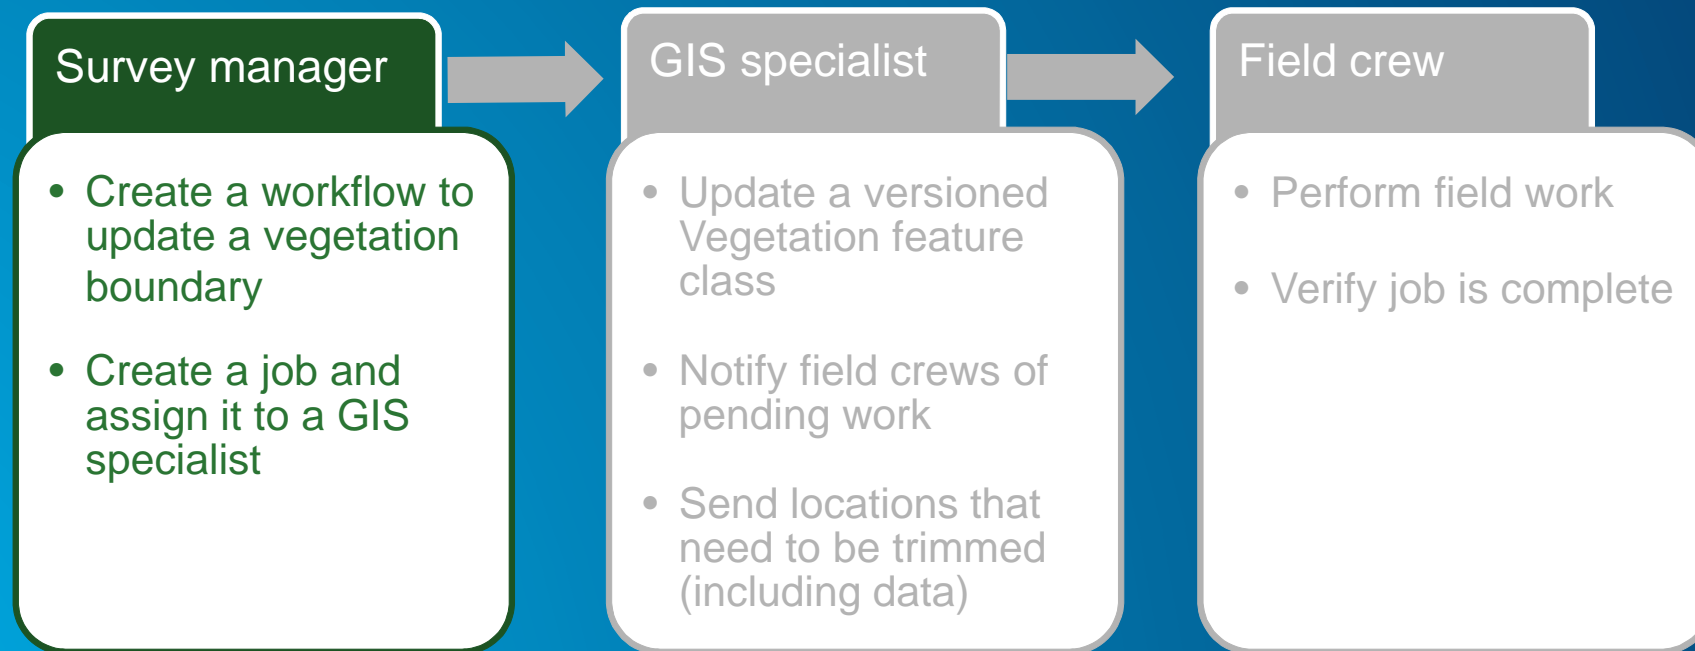 Survey manager
• Create a workflow to
update a vegetation
boundary
• Create a job and
assign it to a GIS
specialist
GIS specialist
• Update a versioned
Vegetation feature
class
• Notify field crews of
pending work
• Send locations that
need to be trimmed
(including data)
Field crew
• Perform field work
• Verify job is complete